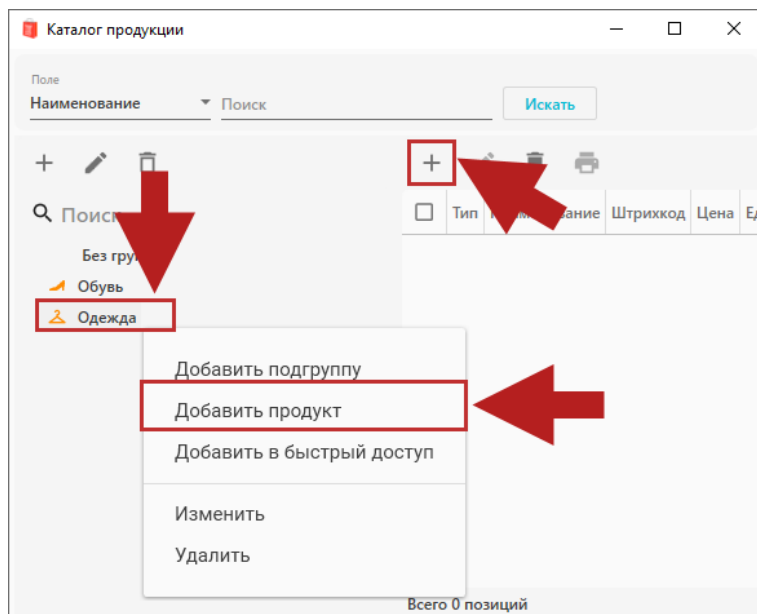 Каталог продукции
Поле
Наименование
Поиск
Искать
Тип
Штрихкод Цена
Обувь
Одежда
Добавить подгруппу
Добавить продукт
Добавить в быстрый доступ
Изменить
Удалить
Всего 0 позиций